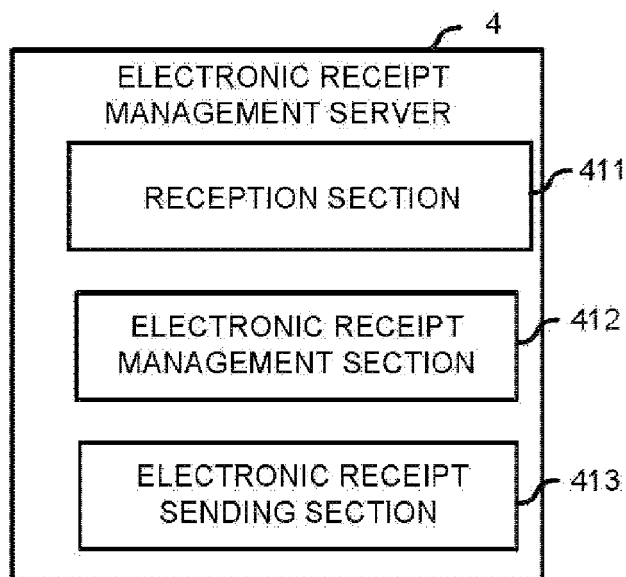 4
ELECTRONIC RECEIPT
MANAGEMENT SERVER
RECEPTION SECTION
411
ELECTRONIC RECEIPT
MANAGEMENT SECTION
412
ELECTRONIC RECEIPT
SENDING SECTION
413